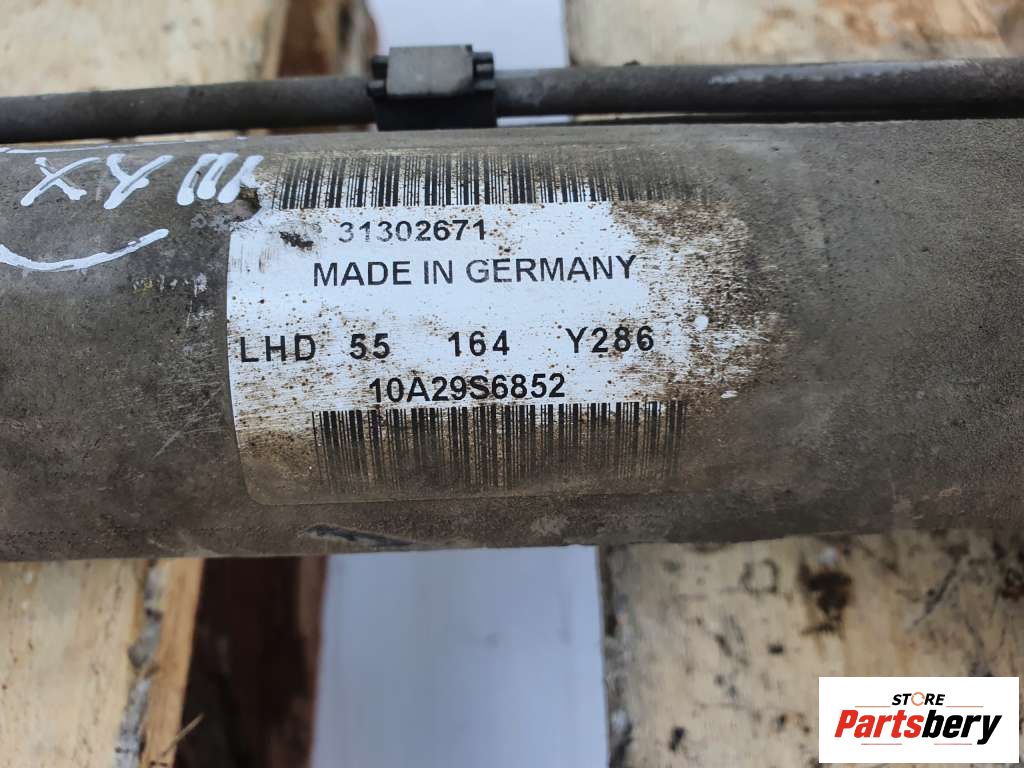 31302671
MADE IN GERMANY
LHD 55 164 Y286
10A29S6852
STORE
Partsbery